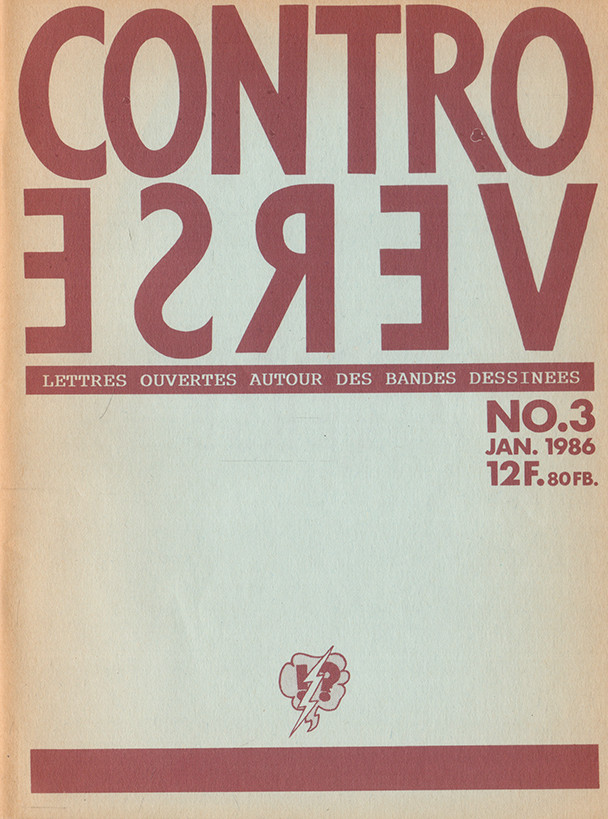 CONTRO
VERSE
LETTRES OUVERTES AUTOUR DES BANDES DESSINEES
NO.3
JAN. 1986
12F. 80FB.
!?